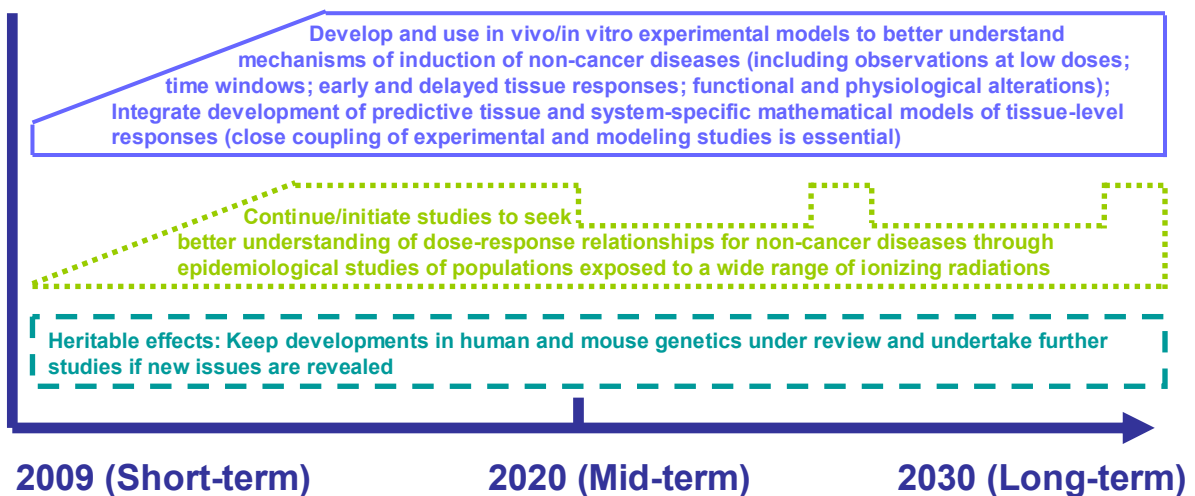 Develop and use in vivo/in vitro experimental models to better understand
mechanisms of induction of non-cancer diseases (including observations at low doses;
time windows; early and delayed tissue responses; functional and physiological alterations);
Integrate development of predictive tissue and system-specific mathematical models of tissue-level
responses (close coupling of experimental and modeling studies is essential)
Continue/initiate studies to seek
better understanding of dose-response relationships for non-cancer diseases through
epidemiological studies of populations exposed to a wide range of ionizing radiations
Heritable effects: Keep developments in human and mouse genetics under review and undertake further
studies if new issues are revealed
2009 (Short-term) 2020 (Mid-term) 2030 (Long-term)